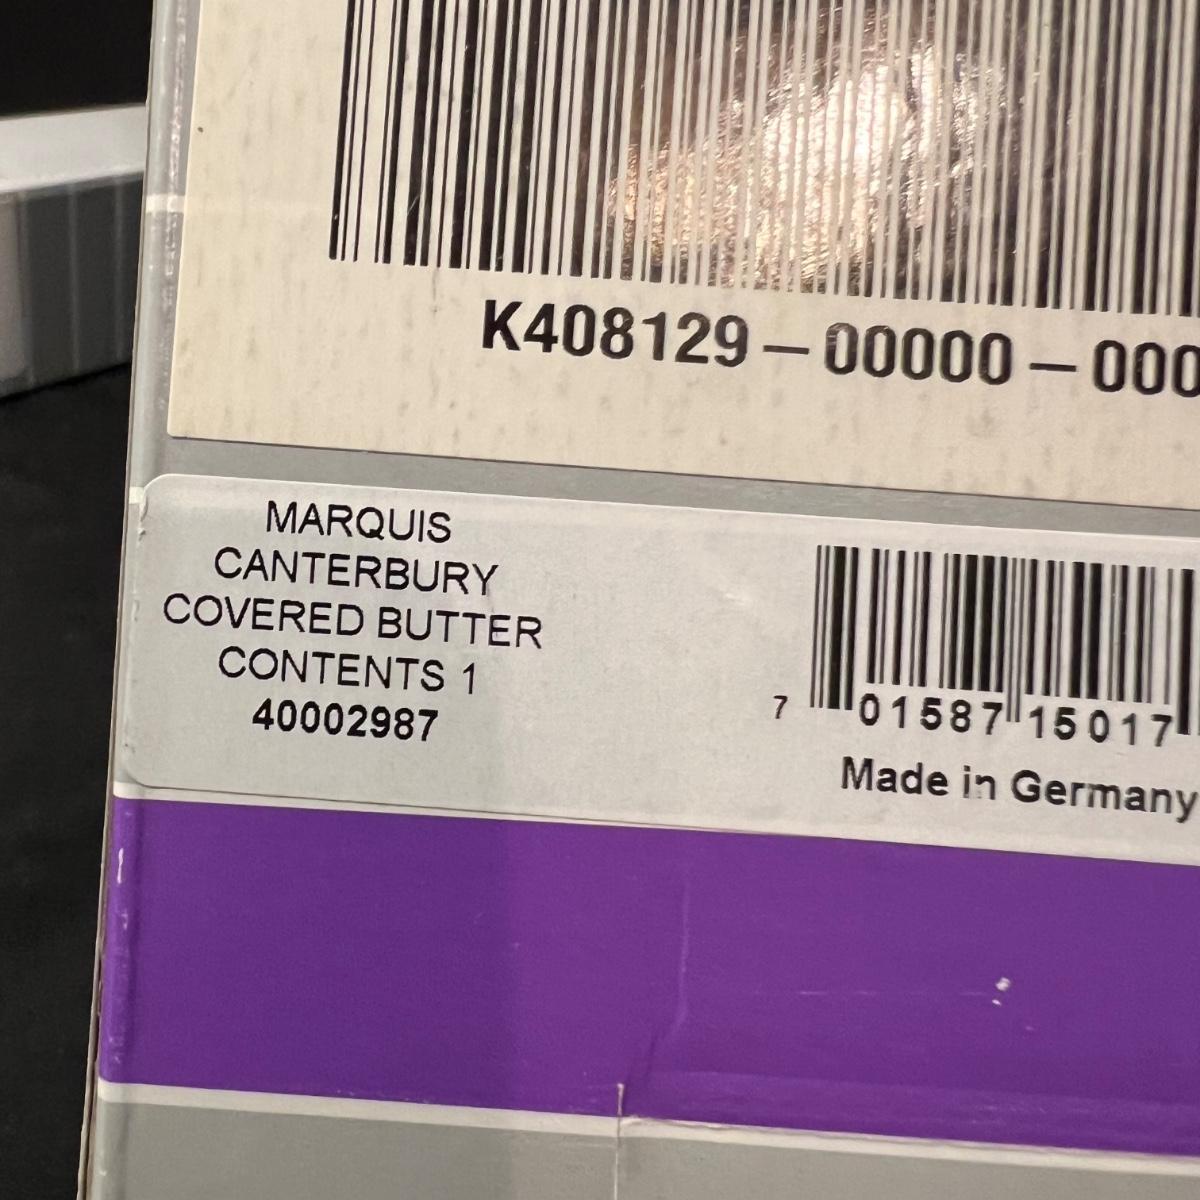 K408129-00000-000
MARQUIS
CANTERBURY
COVERED BUTTER
CONTENTS 1
40002987
7 01587 15017
Made in Germany